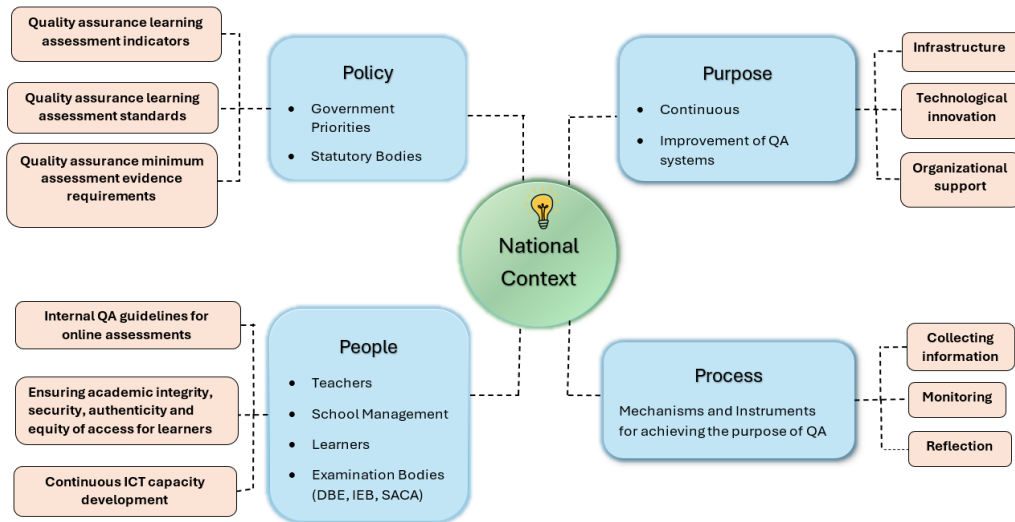 Quality assurance learning
assessment indicators
Quality assurance learning
assessment standards
Quality assurance minimum
assessment evidence
requirements
Policy
• Government
Priorities
• Statutory Bodies
Purpose
• Continuous
• Improvement of QA
systems
Infrastructure
Technological
innovation
Organizational
support
National
Context
Internal QA guidelines for
online assessments
Ensuring academic integrity,
security, authenticity and
equity of access for learners
Continuous ICT capacity
development
People
• Teachers
• School Management
• Learners
• Examination Bodies
(DBE, IEB, SACA)
Process
Mechanisms and Instruments
for achieving the purpose of QA
Collecting
information
Monitoring
Reflection